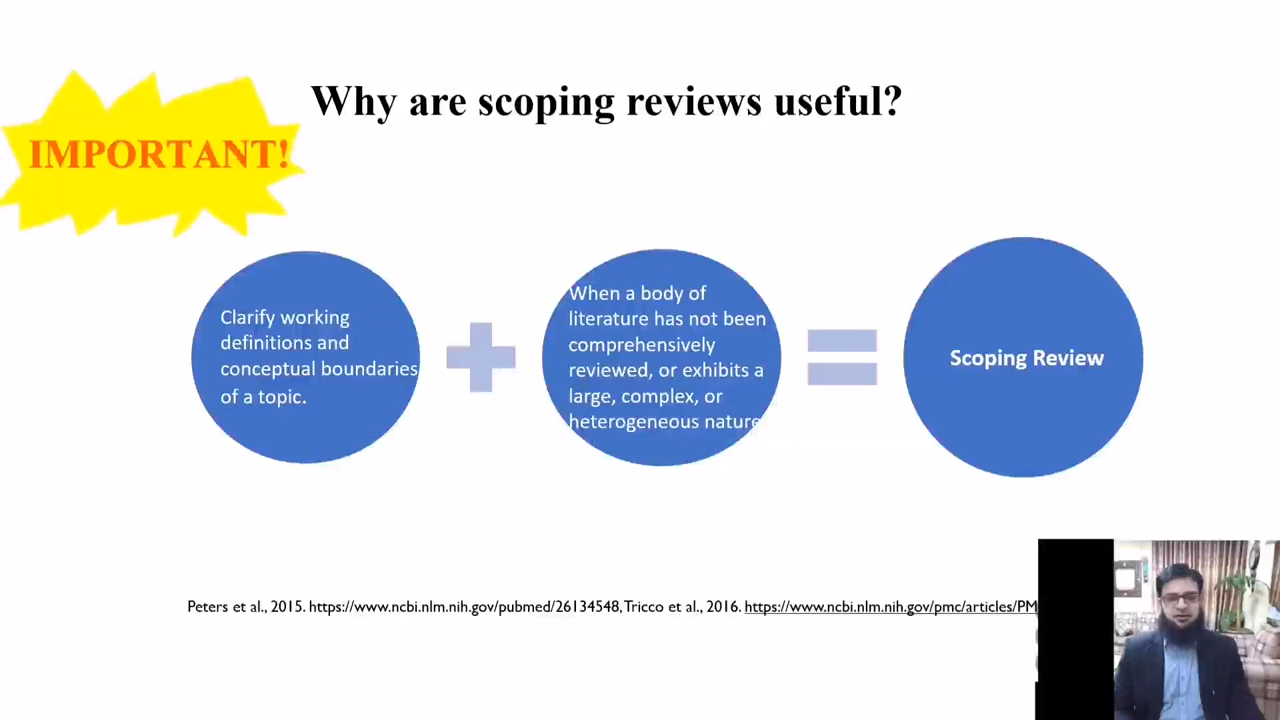 Why are scoping reviews useful?
IMPORTANT!
Clarify working
definitions and
conceptual boundaries
of a topic.
When a body of
literature has not been
comprehensively
reviewed, or exhibits a
large, complex, or
heterogeneous nature
Scoping Review
Peters et al., 2015. https://www.ncbi.nlm.nih.gov/pubmed/26134548, Tricco et al., 2016. https://www.ncbi.nlm.nih.gov/pmc/articles/PM